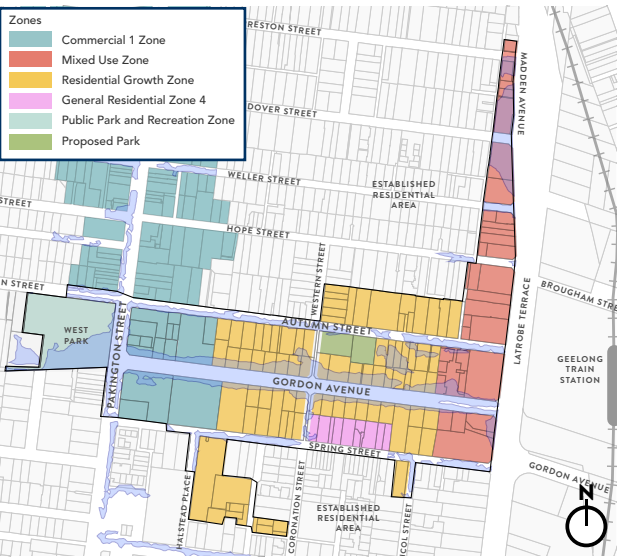 Zones
Commercial 1 Zone
Mixed Use Zone
Residential Growth Zone
General Residential Zone 4
Public Park and Recreation Zone
Proposed Park
RESTON STREET
MADDEN AVENUE
DOVER STREET
WELLER STREET
ESTABLISHED
RESIDENTIAL
AREA
STREET
HOPE STREET
WESTERN STREET
N STREET
BROUGHAM STRE
LATROBE TERRACE
PAKINGTON STREET
AUTUMN STREET
WEST
PARK
GEELONG
TRAIN
STATION
GORDON AVENUE
SPRING STREET
GORDON AVENUE
HALSTEAD PLACE
CORONATION STREET
ESTABLISHED
RESIDENTIAL
AREA
ICOL STREET
N